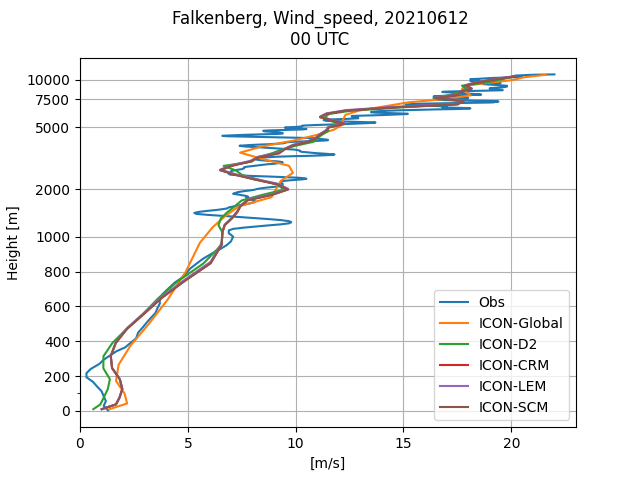 Falkenberg, Wind_speed, 20210612
00 UTC
10000
7500
5000
2000
1000
800
600
400
200
0
Height [m]
0 5 10 15 20
[m/s]
Obs
ICON-Global
ICON-D2
ICON-CRM
ICON-LEM
ICON-SCM